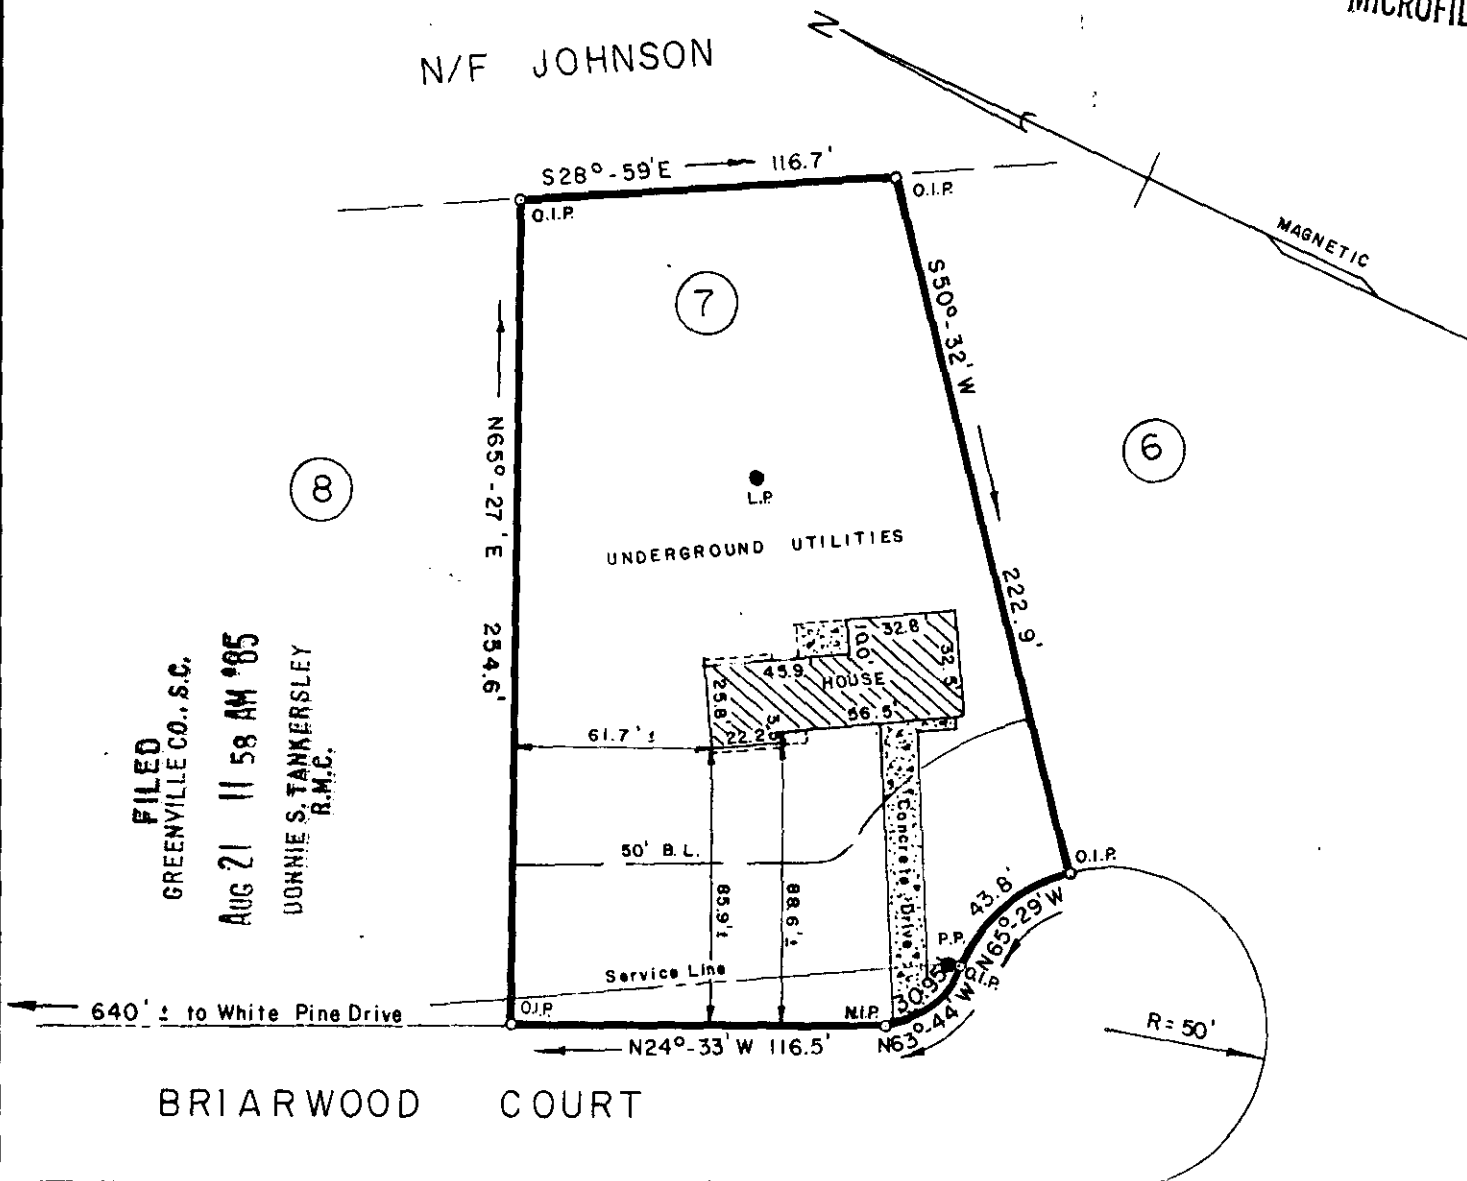 MICROFIL
N
N/F JOHNSON
S28°-59'E 116.7'
O.I.P.
O.I.P.
MAGNETIC
7
S50°-32'W
222.9'
6
8
N65°-27'E 254.6'
L.P.
UNDERGROUND UTILITIES
FILED
GREENVILLE CO., S.C.
AUG 21 11 58 AM '85
DONNIE S. TANKERSLEY
R.M.C.
32.8'
10.0'
45.9
HOUSE
32.5'
25.8'
56.5'
22.2
61.7'±
50' B.L.
85.9'±
88.6'±
Concrete Drive
O.I.P.
43.8'
N65°-29'W
P.P.
O.I.P.
Service Line
30.95'
N63°-44'W
640' ± to White Pine Drive
O.I.P.
N.I.P.
N24°-33'W 116.5'
R=50'
BRIARWOOD COURT